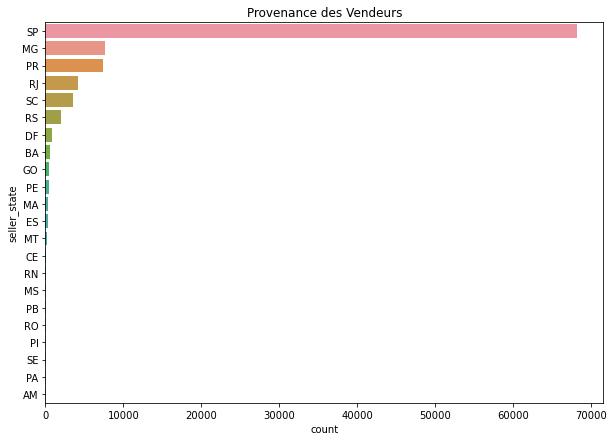 Provenance des Vendeurs
seller_state
SP
MG
PR
RJ
SC
RS
DF
BA
GO
PE
MA
ES
MT
CE
RN
MS
PB
RO
PI
SE
PA
AM
0 10000 20000 30000 40000 50000 60000 70000
count